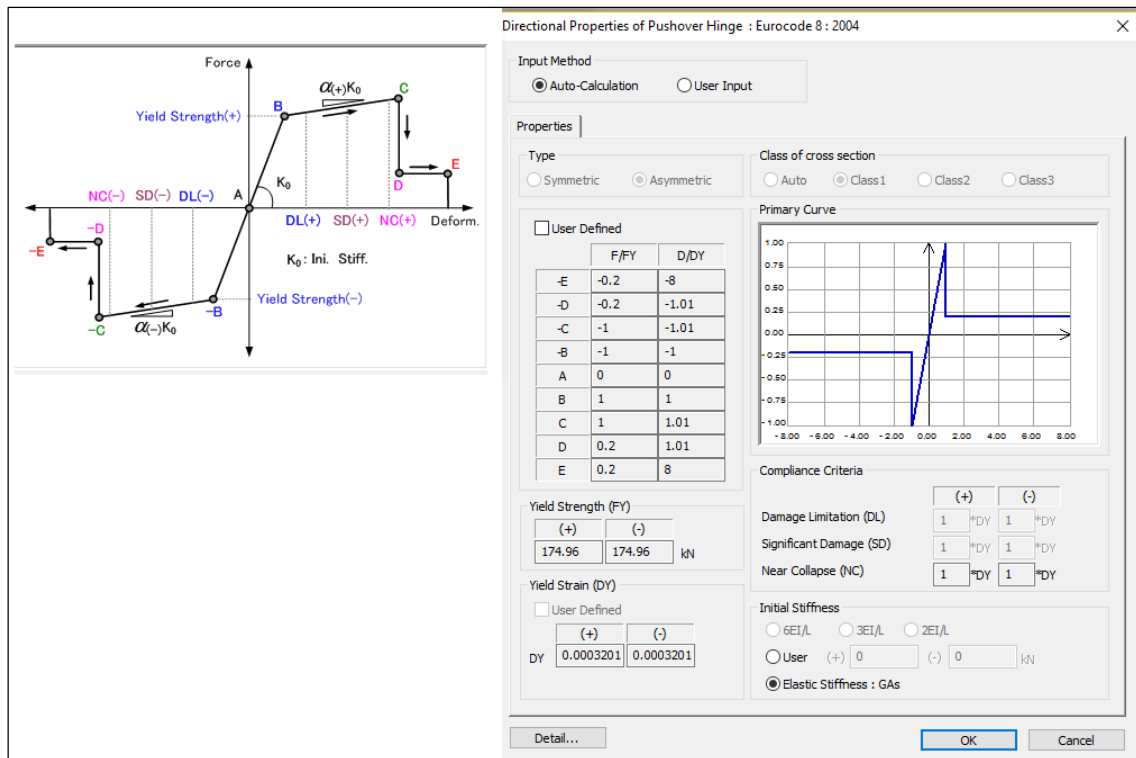 Force
α(+)K₀
C
B
Yield Strength(+)
E
D
K₀
A
NC(-) SD(-) DL(-)
DL(+) SD(+) NC(+)
Deform.
-D
-E
K₀: Ini. Stiff.
Yield Strength(-)
-B
-C
α(-)K₀
Directional Properties of Pushover Hinge : Eurocode 8 : 2004
Input Method
Auto-Calculation User Input
Properties
Type
Symmetric Asymmetric
Class of cross section
Auto Class1 Class2 Class3
User Defined
F/FY D/DY
-E -0.2 -8
-D -0.2 -1.01
-C -1 -1.01
-B -1 -1
A 0 0
B 1 1
C 1 1.01
D 0.2 1.01
E 0.2 8
Primary Curve
1.00
0.75
0.50
0.25
0.00
-0.25
-0.50
-0.75
-1.00
-8.00 -6.00 -4.00 -2.00 0.00 2.00 4.00 6.00 8.00
Yield Strength (FY)
(+) (-)
174.96 174.96 kN
Yield Strain (DY)
User Defined
(+) (-)
DY 0.0003201 0.0003201
Compliance Criteria
(+) (-)
Damage Limitation (DL) 1 *DY 1 *DY
Significant Damage (SD) 1 *DY 1 *DY
Near Collapse (NC) 1 *DY 1 *DY
Initial Stiffness
6EI/L 3EI/L 2EI/L
User (+) 0 (-) 0 kN
Elastic Stiffness : GAs
Detail... OK Cancel